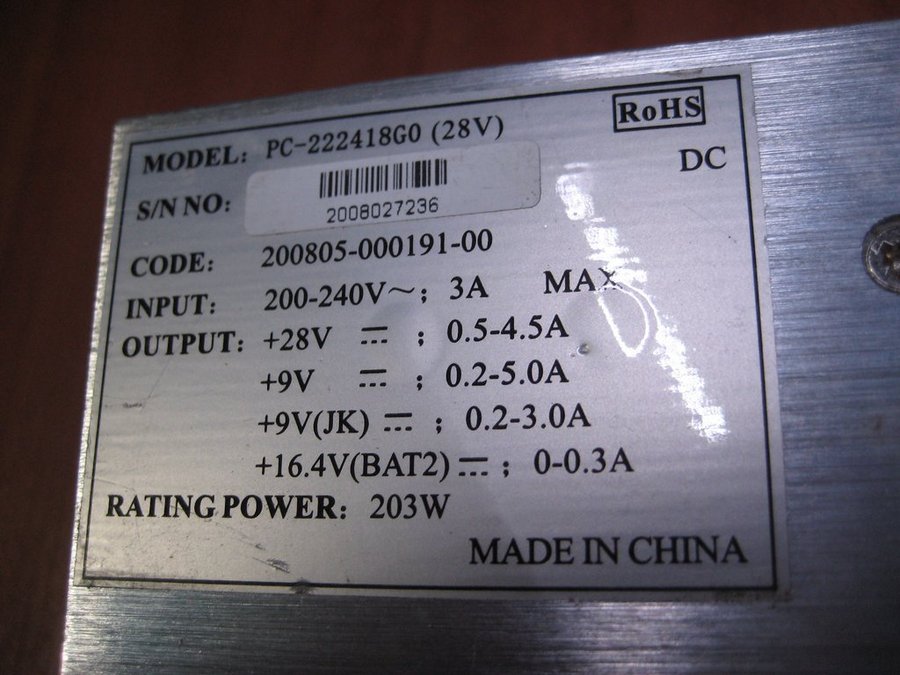 RoHS
MODEL: PC-222418G0 (28V)
DC
S/N NO: 2008027236
CODE: 200805-000191-00
INPUT: 200-240V～; 3A MAX
OUTPUT: +28V ⎓ ; 0.5-4.5A
+9V ⎓ ; 0.2-5.0A
+9V(JK) ⎓ ; 0.2-3.0A
+16.4V(BAT2) ⎓ ; 0-0.3A
RATING POWER: 203W
MADE IN CHINA